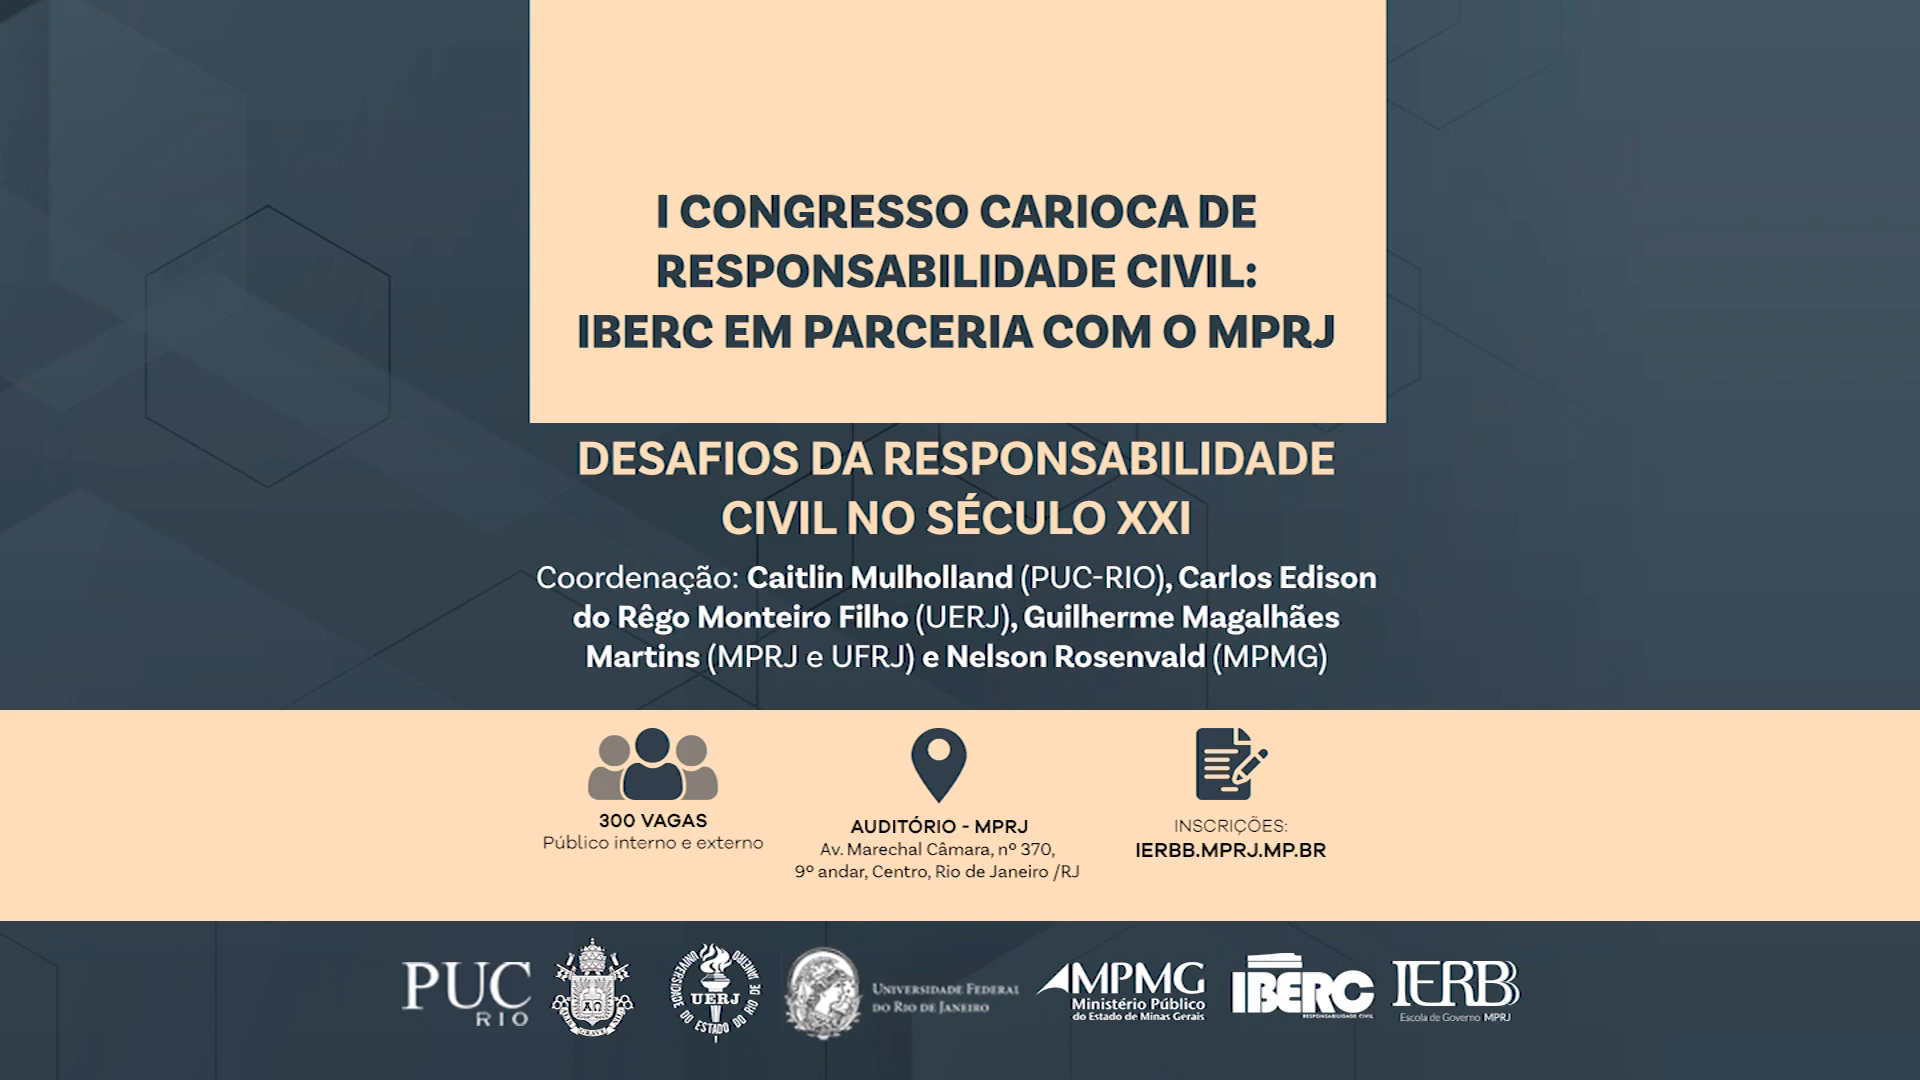 I CONGRESSO CARIOCA DE
RESPONSABILIDADE CIVIL:
IBERC EM PARCERIA COM O MPRJ
DESAFIOS DA RESPONSABILIDADE
CIVIL NO SÉCULO XXI
Coordenação: Caitlin Mulholland (PUC-RIO), Carlos Edison
do Rêgo Monteiro Filho (UERJ), Guilherme Magalhães
Martins (MPRJ e UFRJ) e Nelson Rosenvald (MPMG)
300 VAGAS
Público interno e externo
AUDITÓRIO - MPRJ
Av. Marechal Câmara, nº 370,
9º andar, Centro, Rio de Janeiro /RJ
INSCRIÇÕES:
IERBB.MPRJ.MP.BR
PUC
RIO
UNIVERSIDADE DO ESTADO DO RIO DE JANEIRO
UERJ
UNIVERSIDADE FEDERAL
DO RIO DE JANEIRO
MPMG
Ministério Público
do Estado de Minas Gerais
IBERC
RESPONSABILIDADE CIVIL
IERBB
Escola de Governo MPRJ